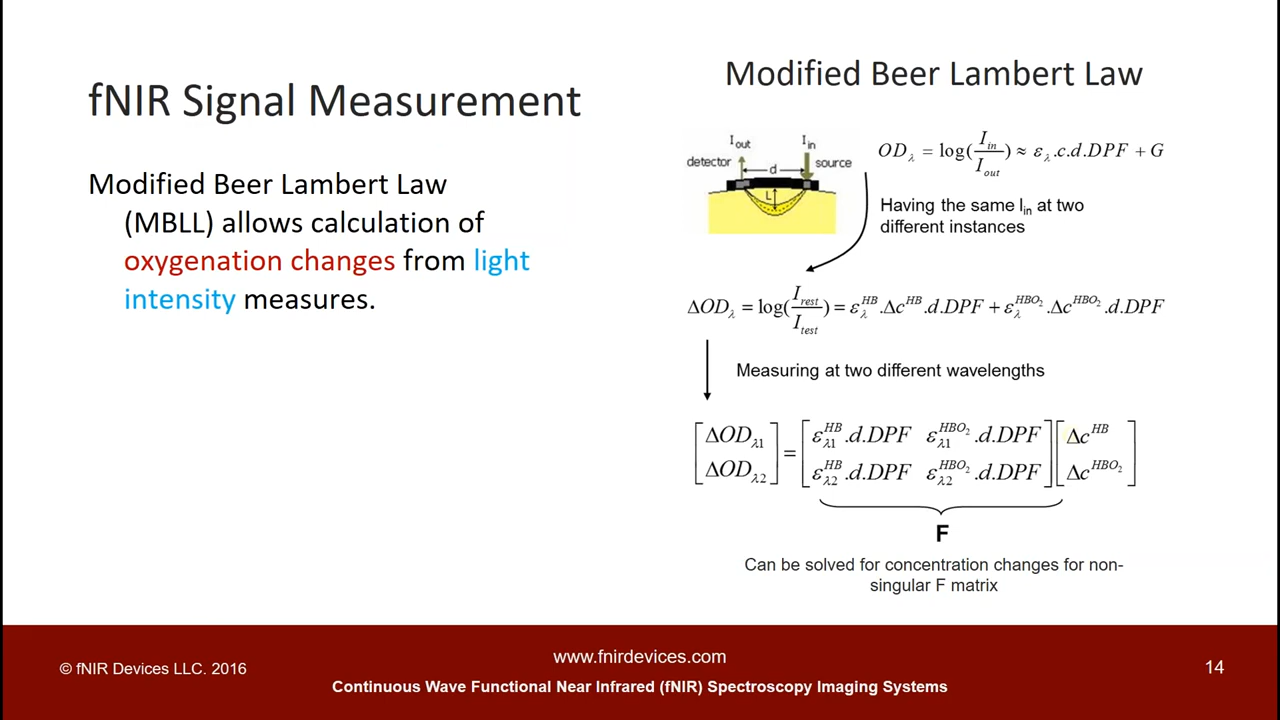 fNIR Signal Measurement
Modified Beer Lambert Law
(MBLL) allows calculation of
oxygenation changes from light
intensity measures.
Modified Beer Lambert Law
I_out I_in
detector d source
L
OD_λ = log(I_in / I_out) ≈ ε_λ.c.d.DPF + G
Having the same I_in at two
different instances
ΔOD_λ = log(I_rest / I_test) = ε_λ^HB.Δc^HB.d.DPF + ε_λ^HBO₂.Δc^HBO₂.d.DPF
Measuring at two different wavelengths
[ΔOD_λ1] = [ε_λ1^HB.d.DPF ε_λ1^HBO₂.d.DPF] [Δc^HB]
[ΔOD_λ2] [ε_λ2^HB.d.DPF ε_λ2^HBO₂.d.DPF] [Δc^HBO₂]
F
Can be solved for concentration changes for non-
singular F matrix
© fNIR Devices LLC. 2016
www.fnirdevices.com
Continuous Wave Functional Near Infrared (fNIR) Spectroscopy Imaging Systems
14